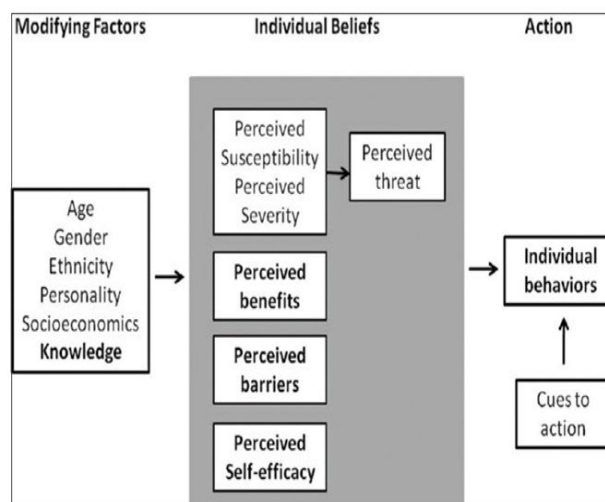 Modifying Factors
Individual Beliefs
Action
Age
Gender
Ethnicity
Personality
Socioeconomics
Knowledge
Perceived
Susceptibility
Perceived
Severity
Perceived
threat
Perceived
benefits
Perceived
barriers
Perceived
Self-efficacy
Individual
behaviors
Cues to
action